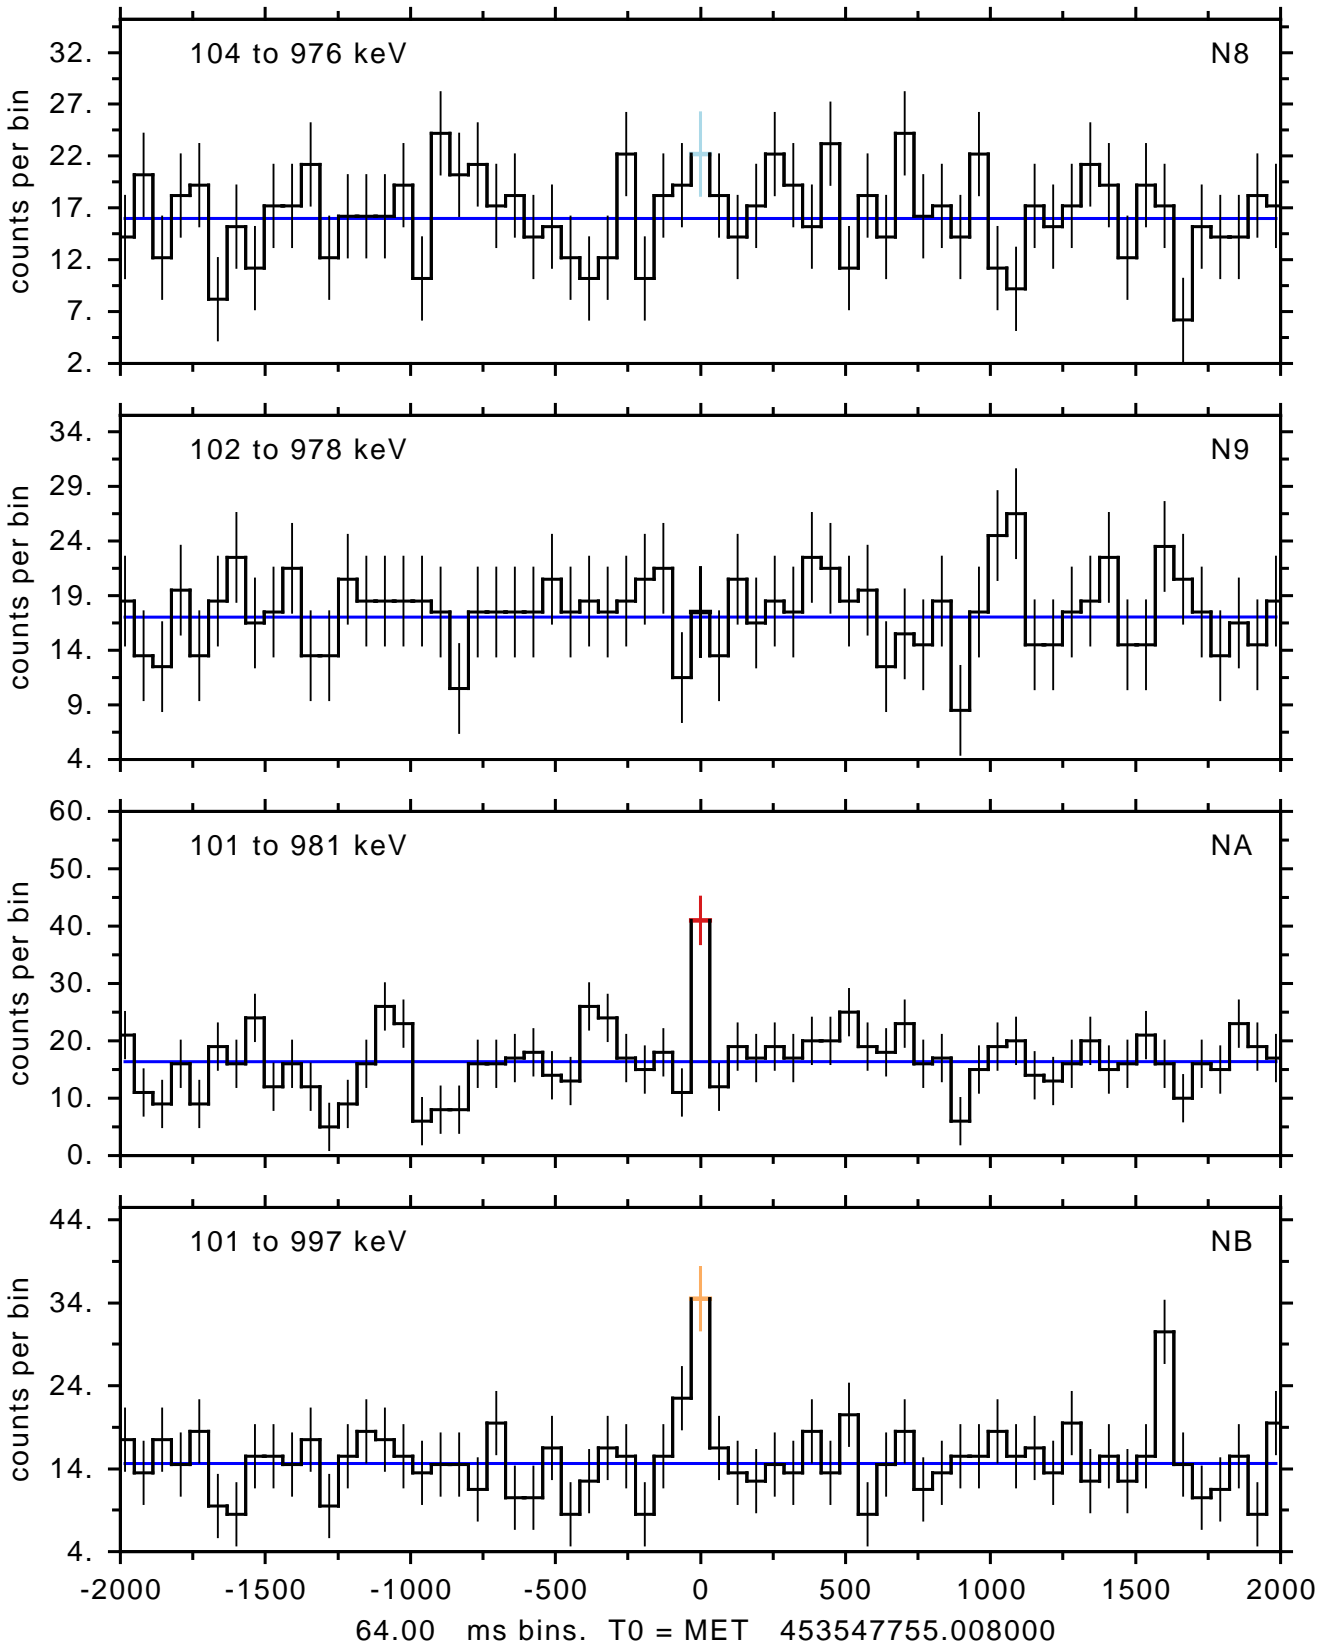 104 to 976 keV N8
32.
27.
22.
17.
12.
7.
2.
counts per bin
102 to 978 keV N9
34.
29.
24.
19.
14.
9.
4.
counts per bin
101 to 981 keV NA
60.
50.
40.
30.
20.
10.
0.
counts per bin
101 to 997 keV NB
44.
34.
24.
14.
4.
counts per bin
-2000 -1500 -1000 -500 0 500 1000 1500 2000
64.00 ms bins. T0 = MET 453547755.008000